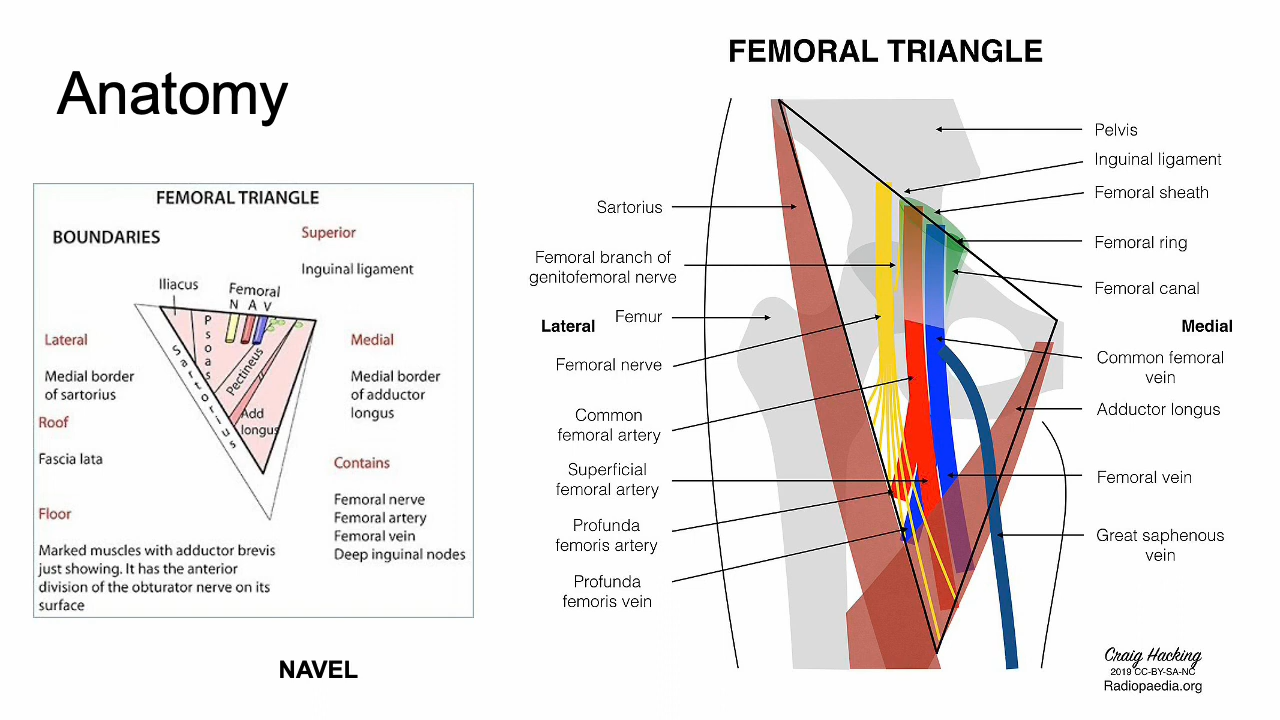 Anatomy
FEMORAL TRIANGLE
BOUNDARIES
Superior
Inguinal ligament
Iliacus
Femoral
N A V
Psoas
Pectineus
Sartorius
Add
longus
Lateral
Medial border
of sartorius
Roof
Fascia lata
Floor
Marked muscles with adductor brevis
just showing. It has the anterior
division of the obturator nerve on its
surface
Medial
Medial border
of adductor
longus
Contains
Femoral nerve
Femoral artery
Femoral vein
Deep inguinal nodes
NAVEL
FEMORAL TRIANGLE
Sartorius
Femoral branch of
genitofemoral nerve
Lateral
Femur
Femoral nerve
Common
femoral artery
Superficial
femoral artery
Profunda
femoris artery
Profunda
femoris vein
Pelvis
Inguinal ligament
Femoral sheath
Femoral ring
Femoral canal
Medial
Common femoral
vein
Adductor longus
Femoral vein
Great saphenous
vein
Craig Hacking
2019 CC-BY-SA-NC
Radiopaedia.org